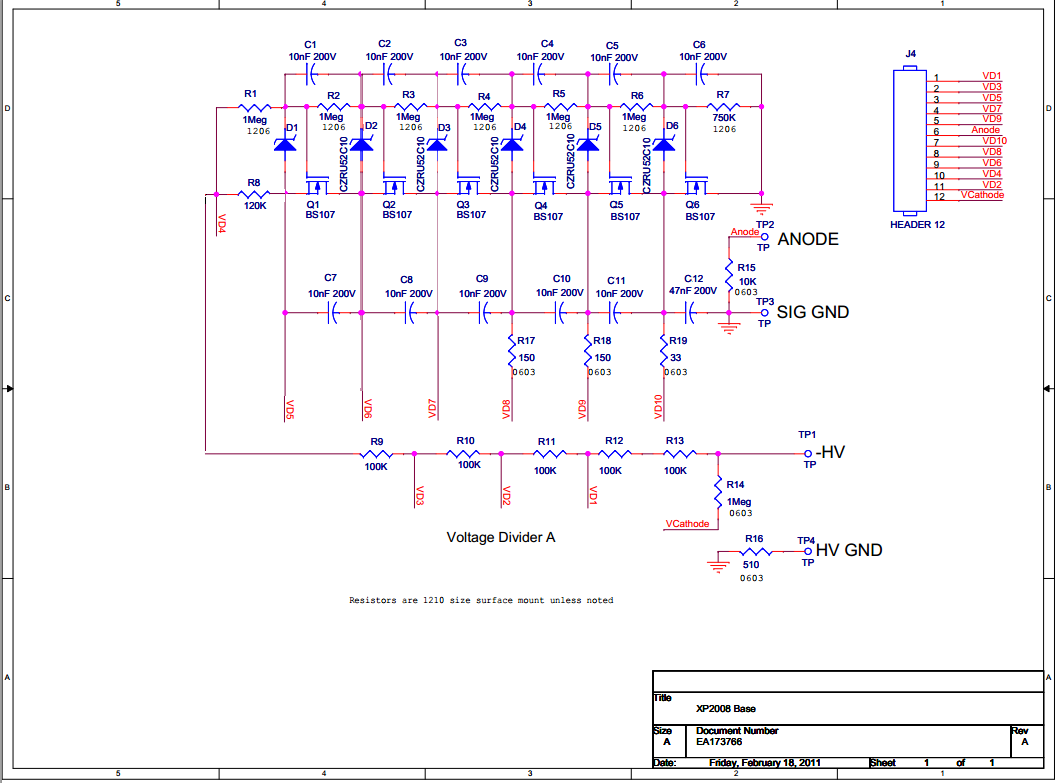 5 4 3 2 1
C1 C2 C3 C4 C5 C6
10nF 200V 10nF 200V 10nF 200V 10nF 200V 10nF 200V 10nF 200V
J4
R1 R2 R3 R4 R5 R6 R7
1Meg 1Meg 1Meg 1Meg 1Meg 1Meg 750K
1206 1206 1206 1206 1206 1206 1206
D D
D1 D2 D3 D4 D5 D6
CZRU52C10 CZRU52C10 CZRU52C10 CZRU52C10 CZRU52C10
1 VD1
2 VD3
3 VD5
4 VD7
5 VD9
6 Anode
7 VD10
8 VD8
9 VD6
10 VD4
11 VD2
12 VCathode
HEADER 12
R8
120K
VD4
Q1 Q2 Q3 Q4 Q5 Q6
BS107 BS107 BS107 BS107 BS107 BS107
Anode TP2
TP ANODE
R15
10K
0603
C C
C7 C8 C9 C10 C11 C12
10nF 200V 10nF 200V 10nF 200V 10nF 200V 10nF 200V 47nF 200V
TP3
TP SIG GND
R17 R18 R19
150 150 33
0603 0603 0603
VD5 VD6 VD7 VD8 VD9 VD10
R9 R10 R11 R12 R13
100K 100K 100K 100K 100K
TP1
TP -HV
VD3 VD2 VD1
B B
R14
1Meg
0603
VCathode
Voltage Divider A
R16
510
0603
TP4
TP HV GND
Resistors are 1210 size surface mount unless noted
A A
Title
XP2008 Base
Size Document Number Rev
A EA173766 A
Date: Friday, February 18, 2011 Sheet 1 of 1
5 4 3 2 1